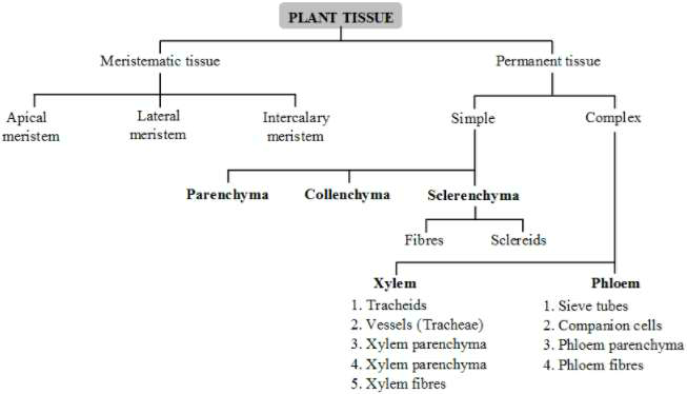 PLANT TISSUE
Meristematic tissue
Permanent tissue
Apical
meristem
Lateral
meristem
Intercalary
meristem
Simple
Complex
Parenchyma
Collenchyma
Sclerenchyma
Fibres
Sclereids
Xylem
1. Tracheids
2. Vessels (Tracheae)
3. Xylem parenchyma
4. Xylem parenchyma
5. Xylem fibres
Phloem
1. Sieve tubes
2. Companion cells
3. Phloem parenchyma
4. Phloem fibres